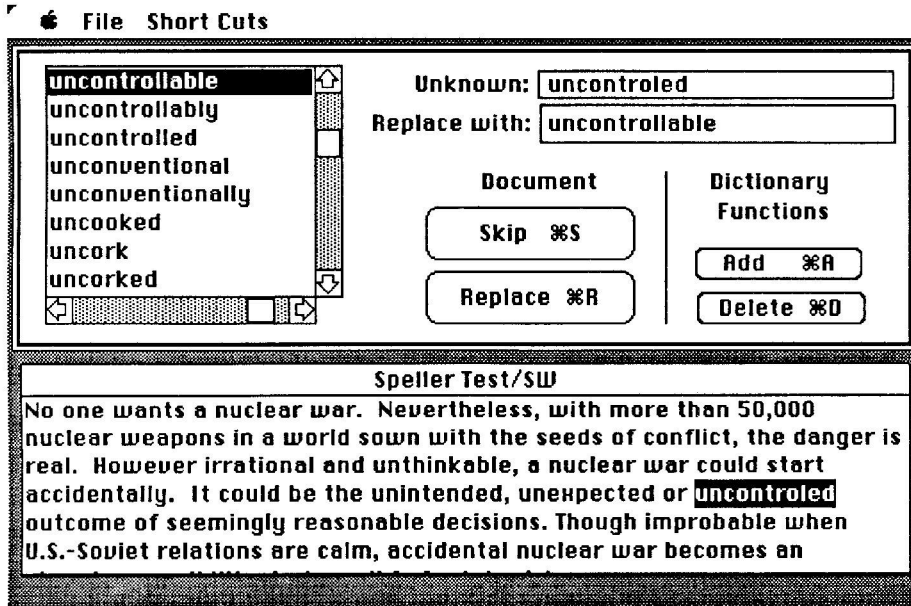 File Short Cuts
uncontrollable
uncontrollably
uncontrolled
unconventional
unconventionally
uncooked
uncork
uncorked
Unknown: uncontroled
Replace with: uncontrollable
Document
Skip ⌘S
Replace ⌘R
Dictionary
Functions
Add ⌘A
Delete ⌘D
Speller Test/SW
No one wants a nuclear war. Nevertheless, with more than 50,000
nuclear weapons in a world sown with the seeds of conflict, the danger is
real. However irrational and unthinkable, a nuclear war could start
accidentally. It could be the unintended, unexpected or uncontroled
outcome of seemingly reasonable decisions. Though improbable when
U.S.-Soviet relations are calm, accidental nuclear war becomes an